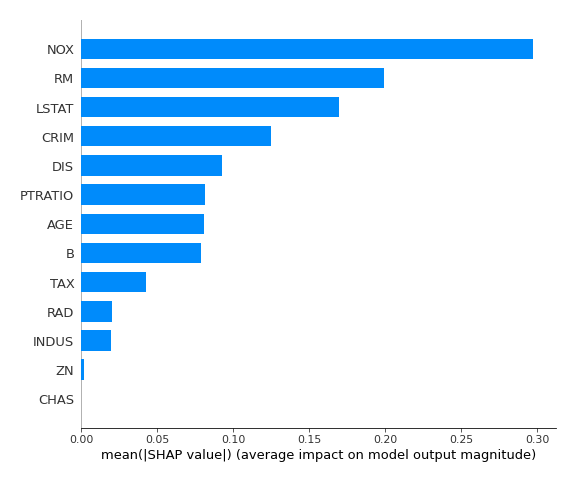 NOX
RM
LSTAT
CRIM
DIS
PTRATIO
AGE
B
TAX
RAD
INDUS
ZN
CHAS
0.00 0.05 0.10 0.15 0.20 0.25 0.30
mean(|SHAP value|) (average impact on model output magnitude)